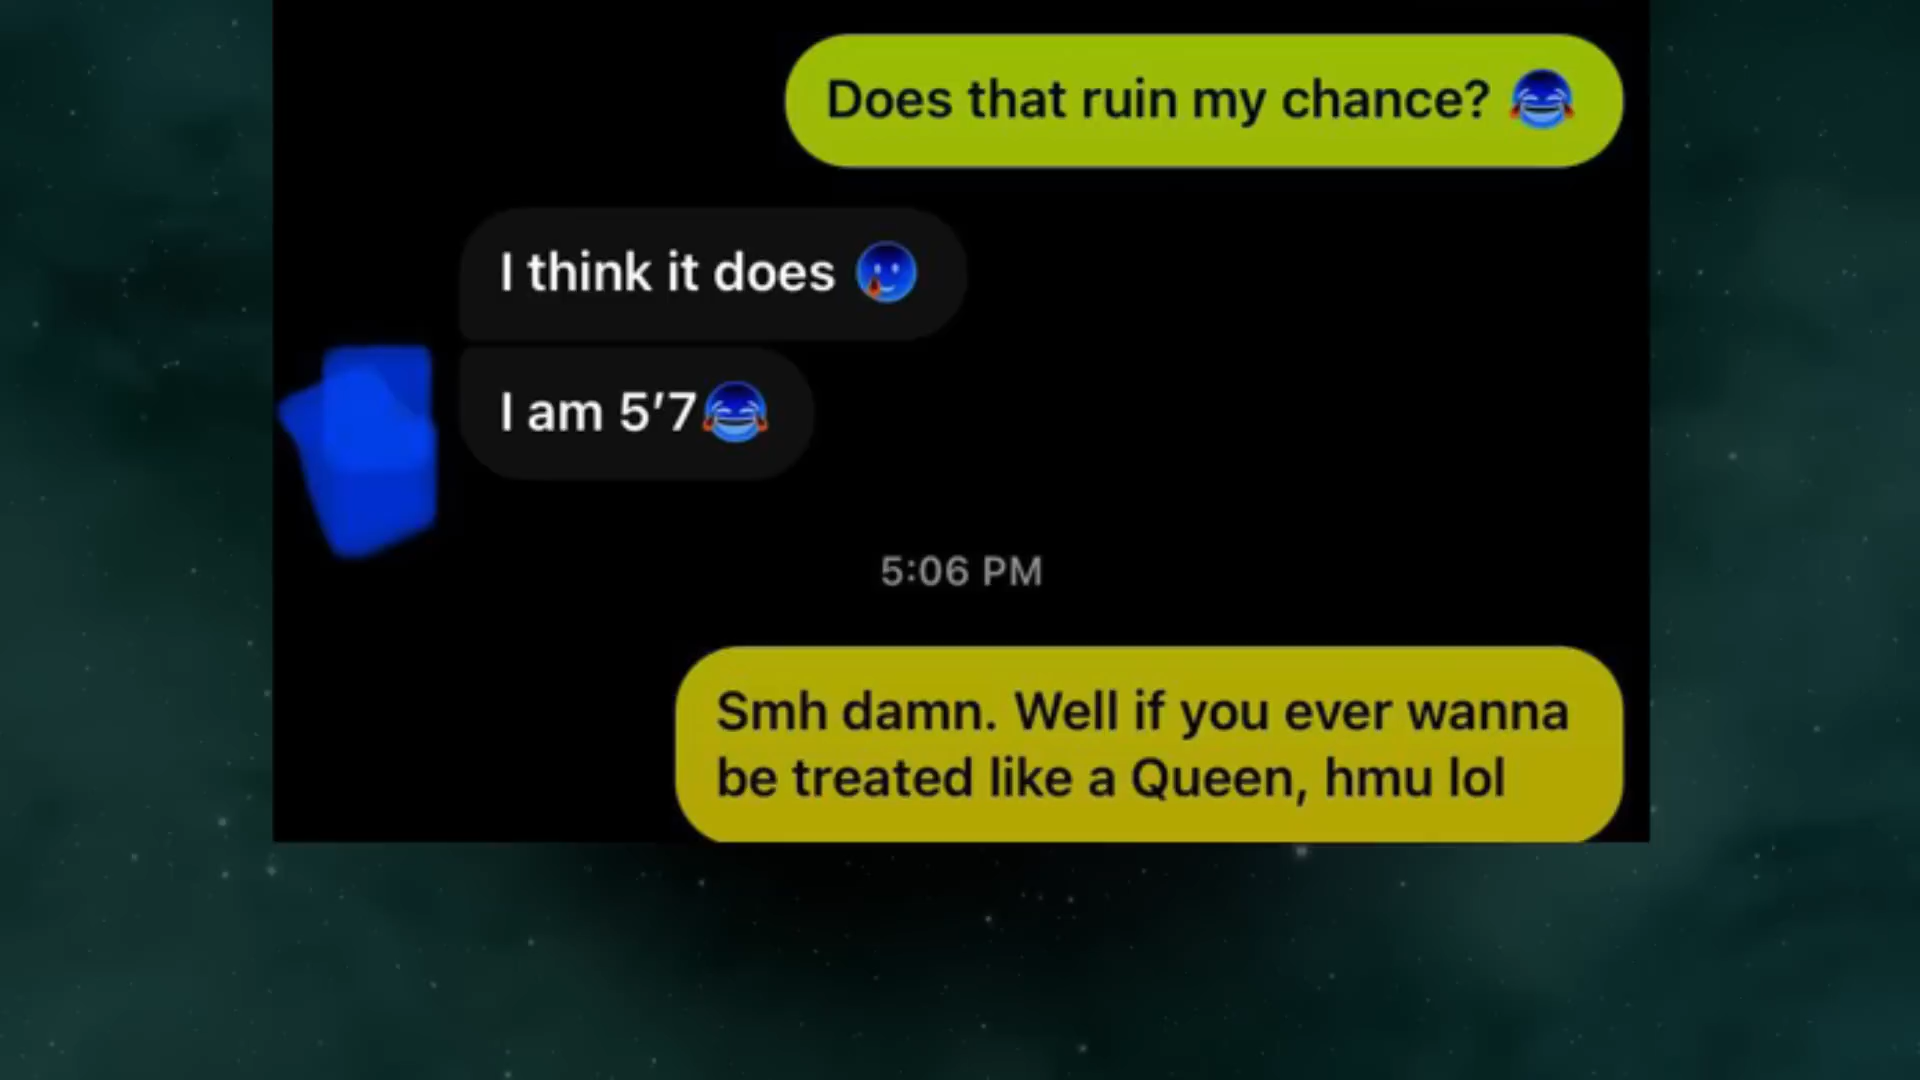 Does that ruin my chance? 😂
I think it does 🥲
I am 5'7😂
5:06 PM
Smh damn. Well if you ever wanna
be treated like a Queen, hmu lol